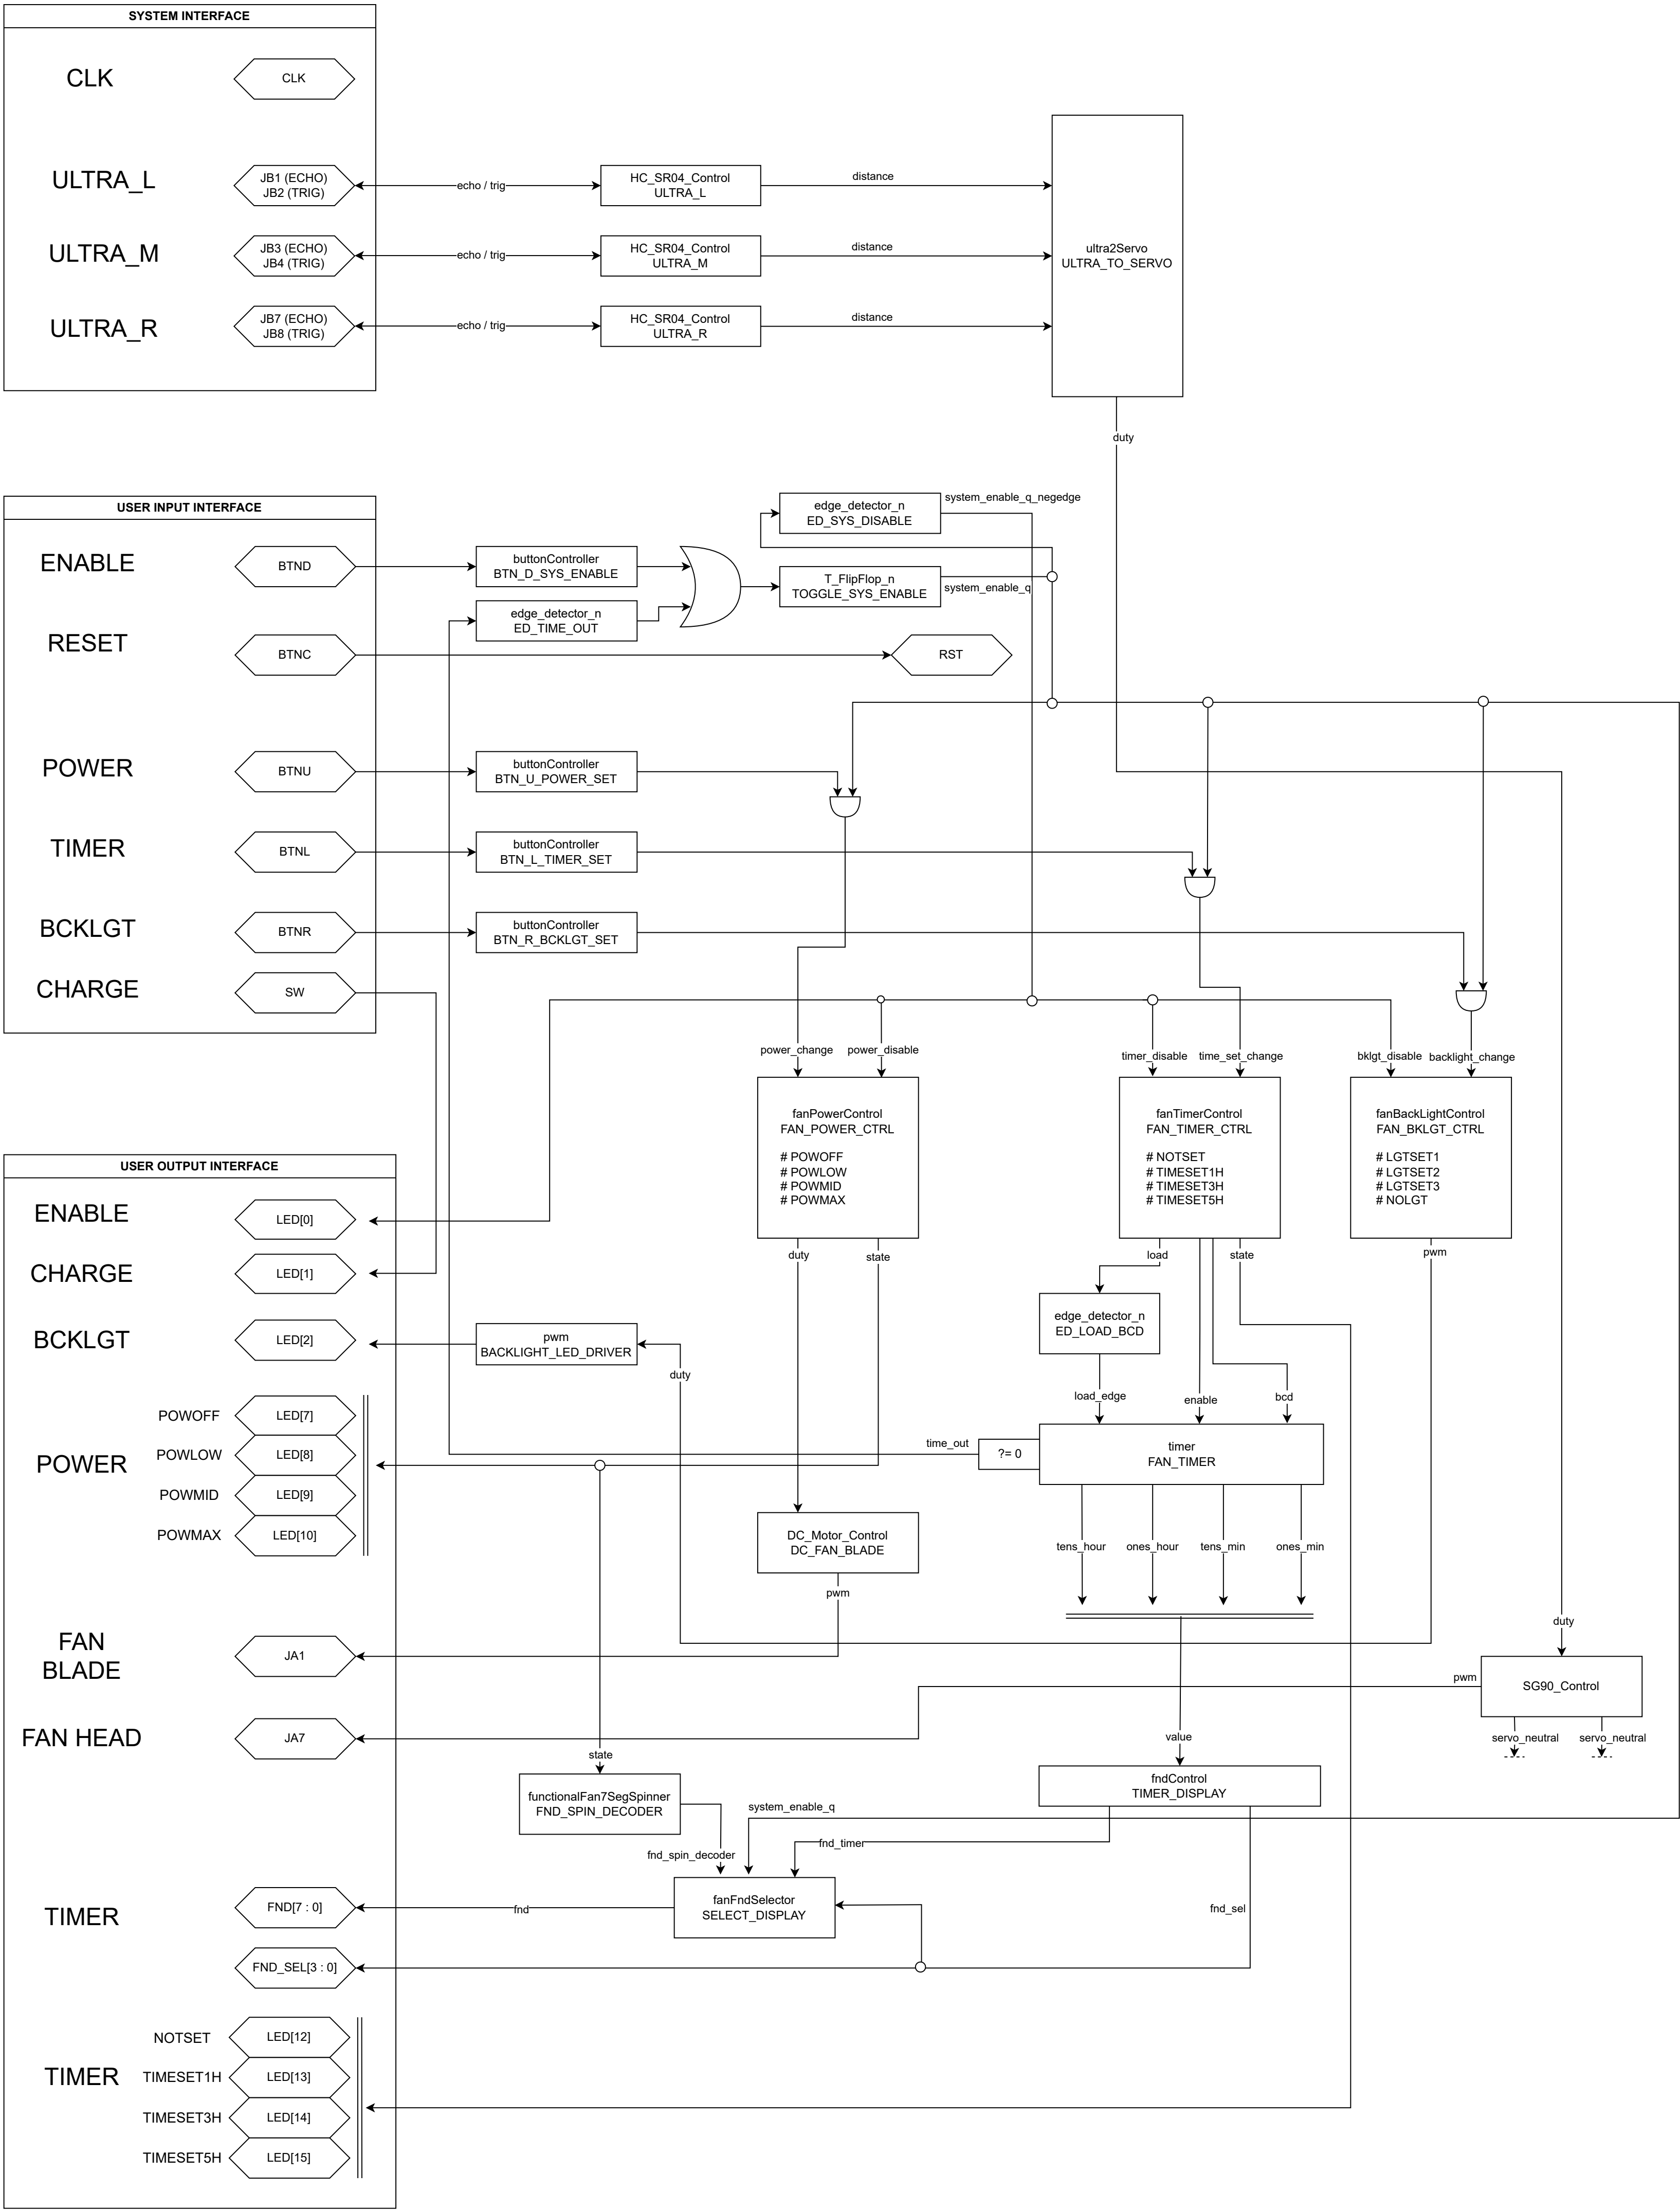 SYSTEM INTERFACE
CLK
CLK
ULTRA_L
JB1 (ECHO)
JB2 (TRIG)
echo / trig
HC_SR04_Control
ULTRA_L
distance
ULTRA_M
JB3 (ECHO)
JB4 (TRIG)
echo / trig
HC_SR04_Control
ULTRA_M
distance
ULTRA_R
JB7 (ECHO)
JB8 (TRIG)
echo / trig
HC_SR04_Control
ULTRA_R
distance
ultra2Servo
ULTRA_TO_SERVO
duty
USER INPUT INTERFACE
ENABLE
BTND
buttonController
BTN_D_SYS_ENABLE
edge_detector_n
ED_TIME_OUT
edge_detector_n
ED_SYS_DISABLE
system_enable_q_negedge
T_FlipFlop_n
TOGGLE_SYS_ENABLE
system_enable_q
RESET
BTNC
RST
POWER
BTNU
buttonController
BTN_U_POWER_SET
TIMER
BTNL
buttonController
BTN_L_TIMER_SET
BCKLGT
BTNR
buttonController
BTN_R_BCKLGT_SET
CHARGE
SW
power_change
power_disable
timer_disable
time_set_change
bklgt_disable
backlight_change
fanPowerControl
FAN_POWER_CTRL
# POWOFF
# POWLOW
# POWMID
# POWMAX
fanTimerControl
FAN_TIMER_CTRL
# NOTSET
# TIMESET1H
# TIMESET3H
# TIMESET5H
fanBackLightControl
FAN_BKLGT_CTRL
# LGTSET1
# LGTSET2
# LGTSET3
# NOLGT
duty
state
load
state
pwm
edge_detector_n
ED_LOAD_BCD
load_edge
enable
bcd
time_out
?= 0
timer
FAN_TIMER
tens_hour
ones_hour
tens_min
ones_min
USER OUTPUT INTERFACE
ENABLE
LED[0]
CHARGE
LED[1]
BCKLGT
LED[2]
pwm
BACKLIGHT_LED_DRIVER
duty
POWER
POWOFF
LED[7]
POWLOW
LED[8]
POWMID
LED[9]
POWMAX
LED[10]
DC_Motor_Control
DC_FAN_BLADE
pwm
FAN
BLADE
JA1
duty
SG90_Control
pwm
servo_neutral
servo_neutral
FAN HEAD
JA7
state
functionalFan7SegSpinner
FND_SPIN_DECODER
value
fndControl
TIMER_DISPLAY
system_enable_q
fnd_timer
fnd_spin_decoder
fanFndSelector
SELECT_DISPLAY
fnd_sel
TIMER
FND[7 : 0]
fnd
FND_SEL[3 : 0]
TIMER
NOTSET
LED[12]
TIMESET1H
LED[13]
TIMESET3H
LED[14]
TIMESET5H
LED[15]